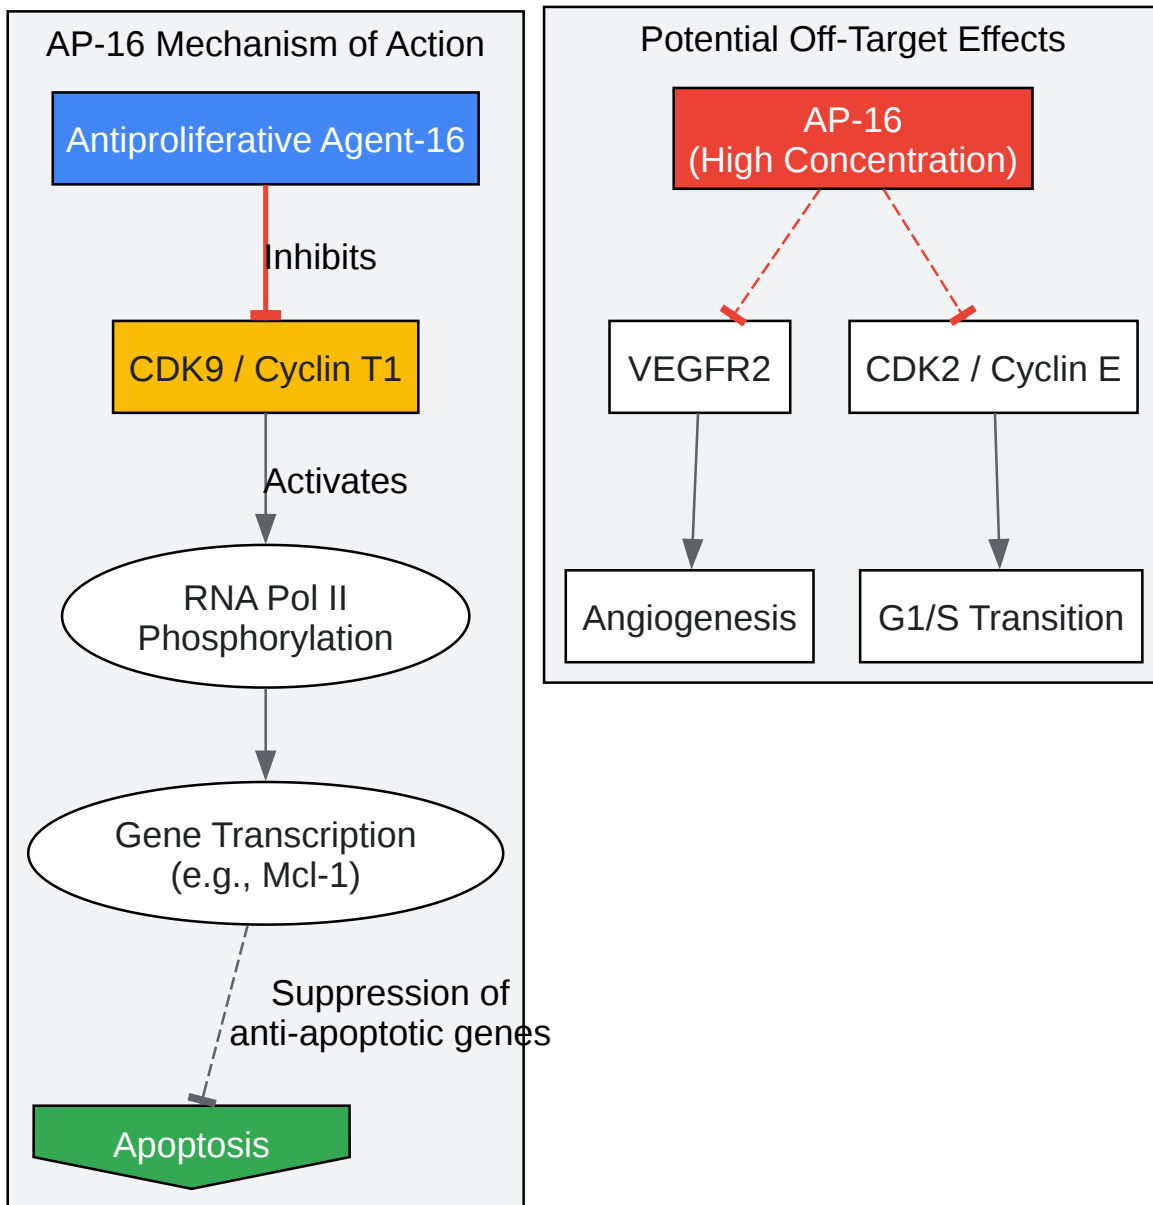 AP-16 Mechanism of Action
Antiproliferative Agent-16
Inhibits
CDK9 / Cyclin T1
Activates
RNA Pol II
Phosphorylation
Gene Transcription
(e.g., Mcl-1)
Suppression of
anti-apoptotic genes
Apoptosis
Potential Off-Target Effects
AP-16
(High Concentration)
VEGFR2
CDK2 / Cyclin E
Angiogenesis
G1/S Transition